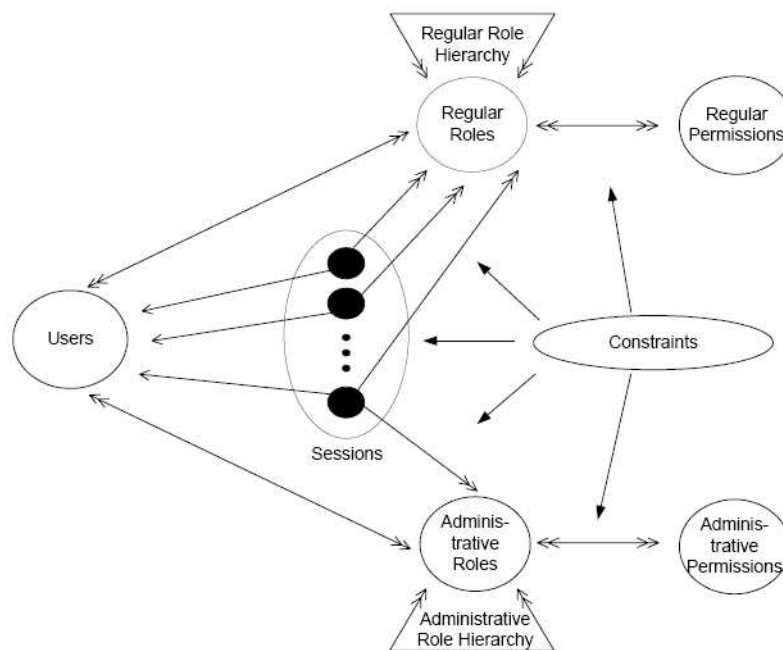 Regular Role
Hierarchy
Regular
Roles
Regular
Permissions
Users
Constraints
Sessions
Adminis-
trative
Roles
Adminis-
trative
Permissions
Administrative
Role Hierarchy